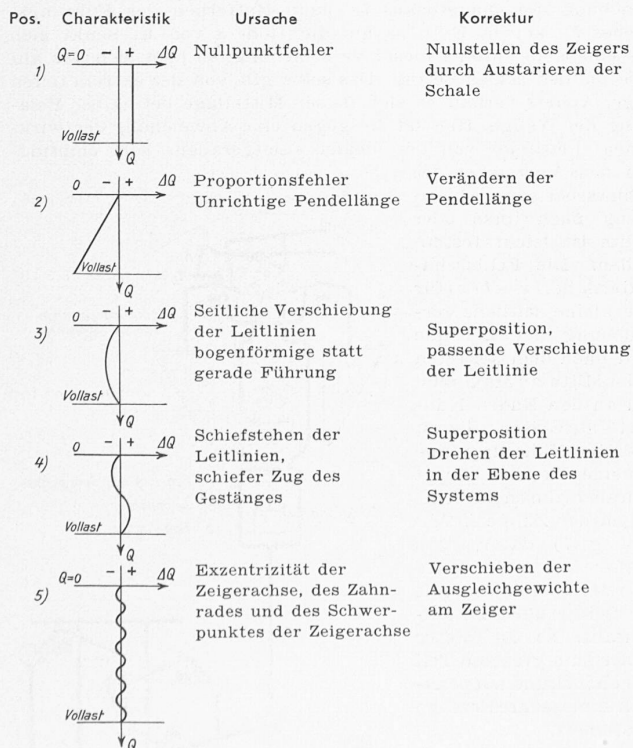 Pos. Charakteristik Ursache Korrektur
1) Q=0 − + ΔQ Nullpunktfehler Nullstellen des Zeigers
durch Austarieren der
Schale
Vollast
Q
2) 0 − + ΔQ Proportionsfehler Verändern der
Unrichtige Pendellänge Pendellänge
Vollast
Q
3) 0 − + ΔQ Seitliche Verschiebung
der Leitlinien Superposition,
bogenförmige statt passende Verschiebung
gerade Führung der Leitlinie
Vollast
Q
4) 0 − + ΔQ Schiefstehen der Superposition
Leitlinien, Drehen der Leitlinien
schiefer Zug des in der Ebene des
Gestänges Systems
Vollast
Q
5) Q=0 − + ΔQ Exzentrizität der Verschieben der
Zeigerachse, des Zahn- Ausgleichgewichte
rades und des Schwer- am Zeiger
punktes der Zeigerachse
Vollast
Q